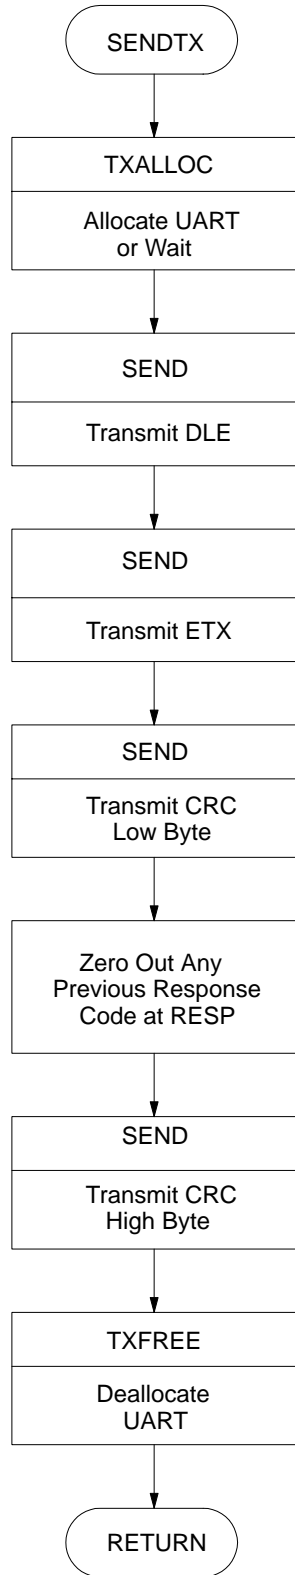 SENDTX
TXALLOC
Allocate UART
or Wait
SEND
Transmit DLE
SEND
Transmit ETX
SEND
Transmit CRC
Low Byte
Zero Out Any
Previous Response
Code at RESP
SEND
Transmit CRC
High Byte
TXFREE
Deallocate
UART
RETURN